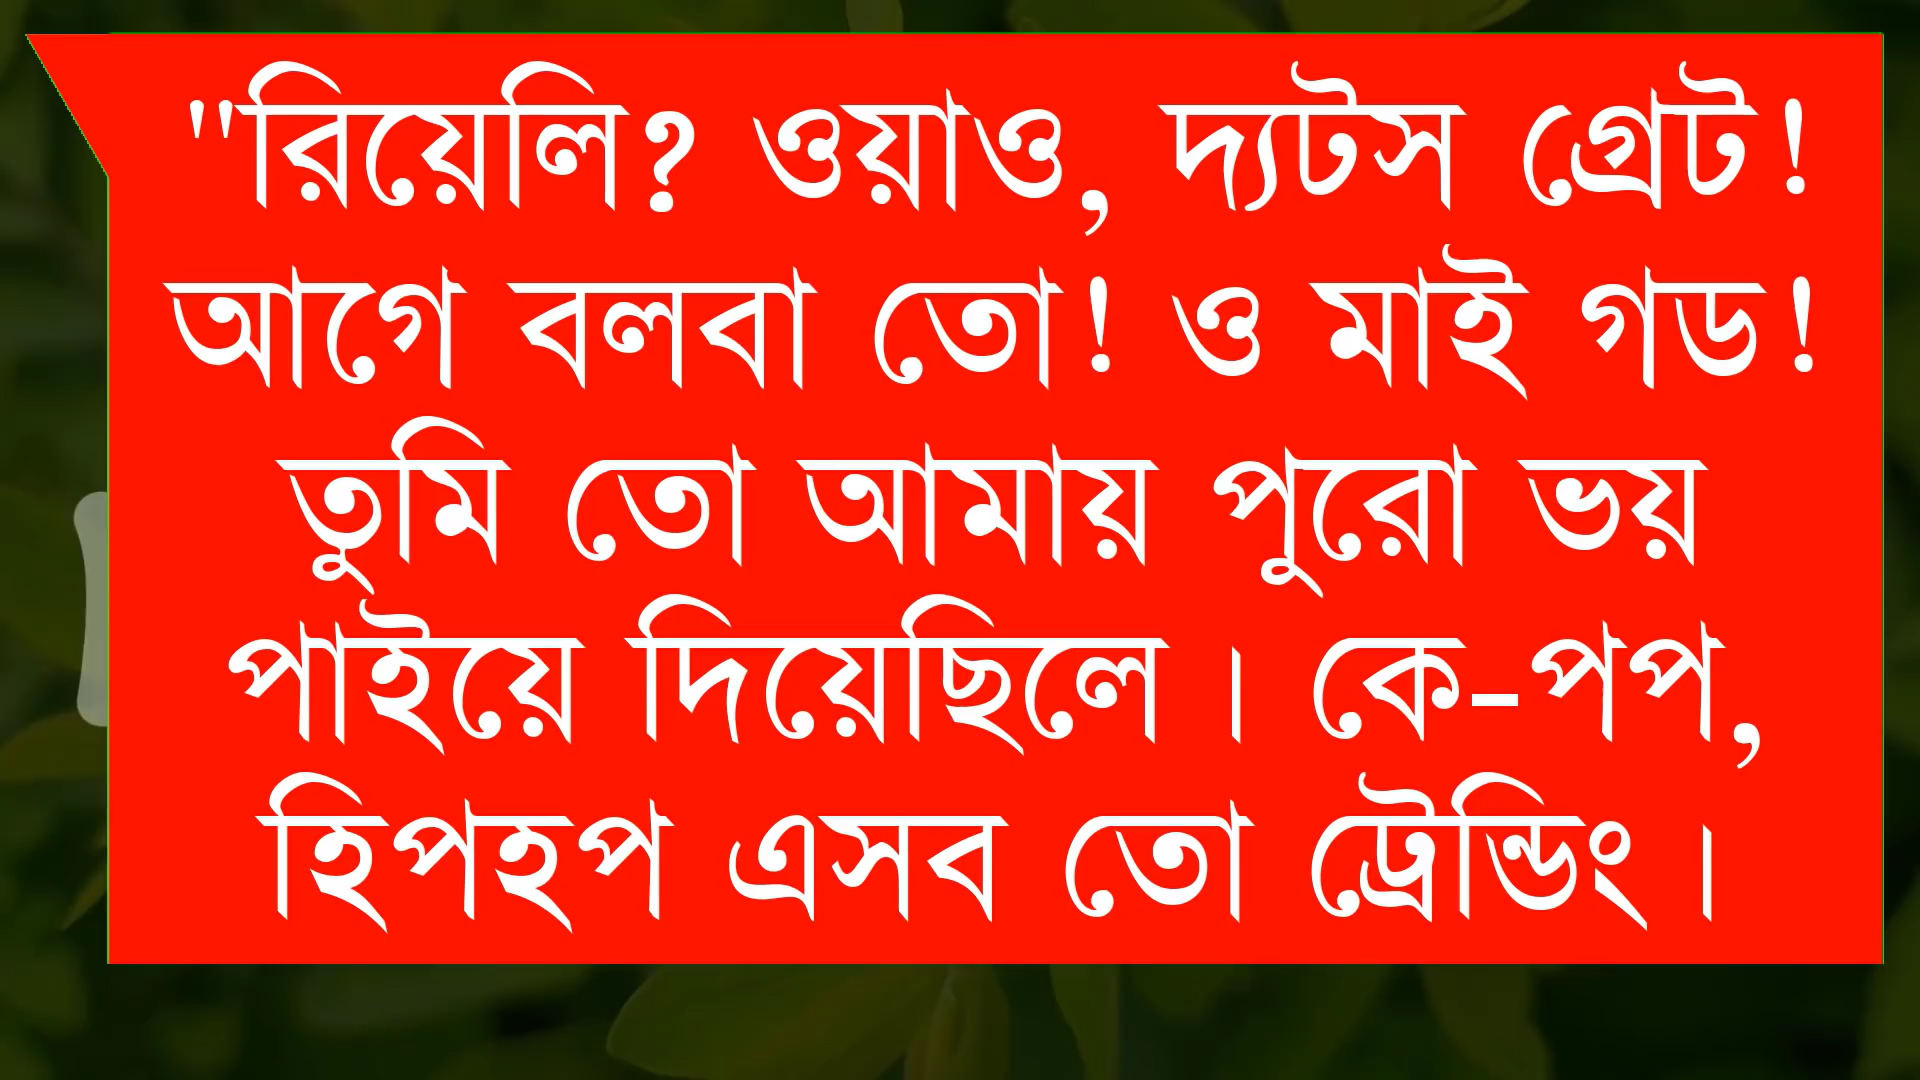 "রিয়েলি? ওয়াও, দ্যটস গ্রেট!
আগে বলবা তো! ও মাই গড!
তুমি তো আমায় পুরো ভয়
পাইয়ে দিয়েছিলে। কে-পপ,
হিপহপ এসব তো ট্রেন্ডিং।